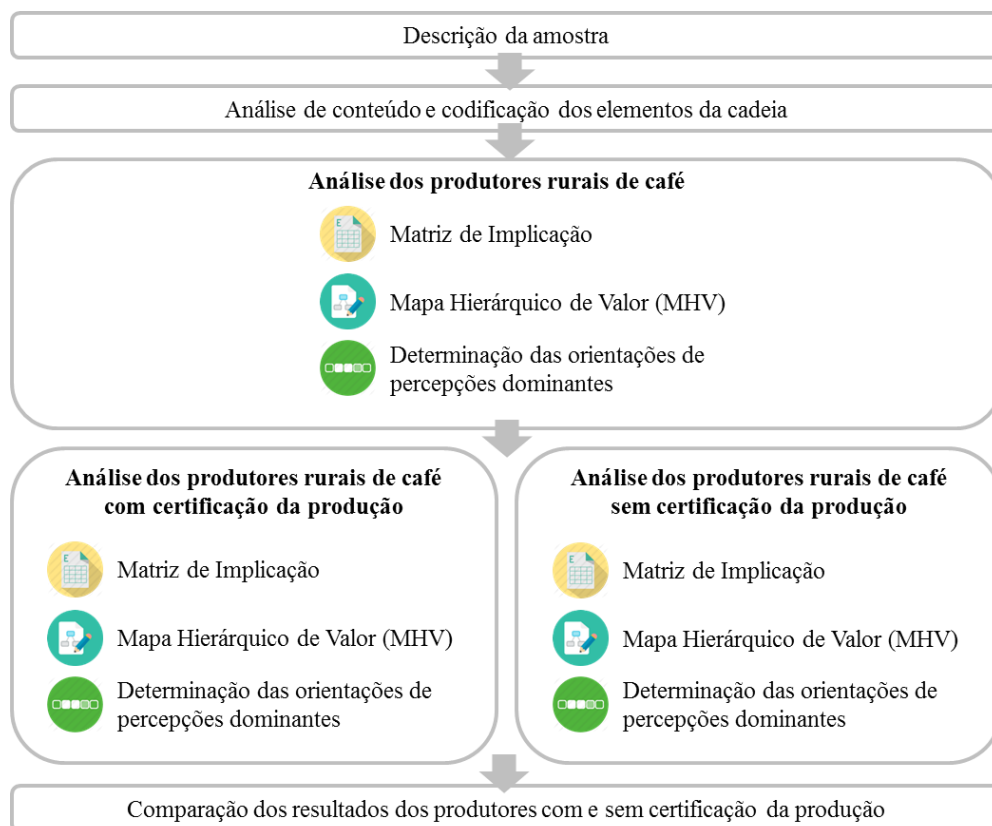 Descrição da amostra
Análise de conteúdo e codificação dos elementos da cadeia
Análise dos produtores rurais de café
Matriz de Implicação
Mapa Hierárquico de Valor (MHV)
Determinação das orientações de
percepções dominantes
Análise dos produtores rurais de café
com certificação da produção
Matriz de Implicação
Mapa Hierárquico de Valor (MHV)
Determinação das orientações de
percepções dominantes
Análise dos produtores rurais de café
sem certificação da produção
Matriz de Implicação
Mapa Hierárquico de Valor (MHV)
Determinação das orientações de
percepções dominantes
Comparação dos resultados dos produtores com e sem certificação da produção